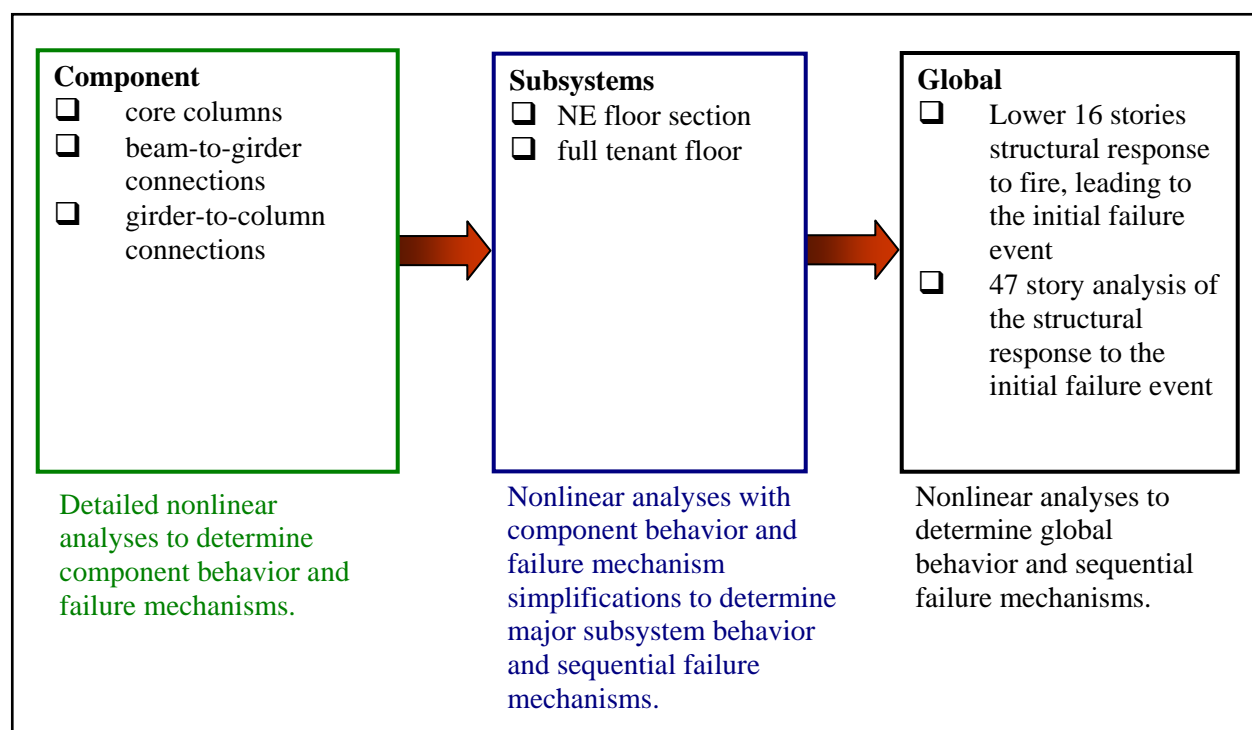 Component
❑ core columns
❑ beam-to-girder
connections
❑ girder-to-column
connections
Detailed nonlinear
analyses to determine
component behavior and
failure mechanisms.
Subsystems
❑ NE floor section
❑ full tenant floor
Nonlinear analyses with
component behavior and
failure mechanism
simplifications to determine
major subsystem behavior
and sequential failure
mechanisms.
Global
❑ Lower 16 stories
structural response
to fire, leading to
the initial failure
event
❑ 47 story analysis of
the structural
response to the
initial failure event
Nonlinear analyses to
determine global
behavior and sequential
failure mechanisms.